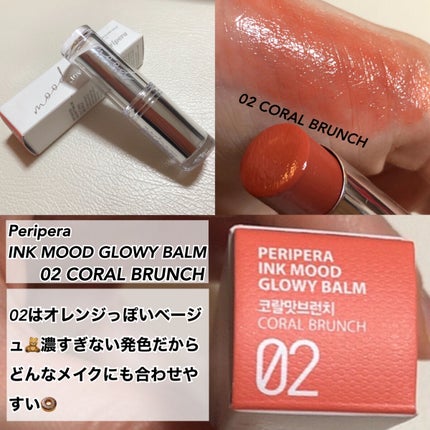 peripera
mood
02 CORAL BRUNCH
Peripera
INK MOOD GLOWY BALM
02 CORAL BRUNCH
02はオレンジっぽいベージ
ュ🧸濃すぎない発色だから
どんなメイクにも合わせや
すい🍩
PERIPERA
INK MOOD
GLOWY BALM
코랄맛브런치
CORAL BRUNCH
02